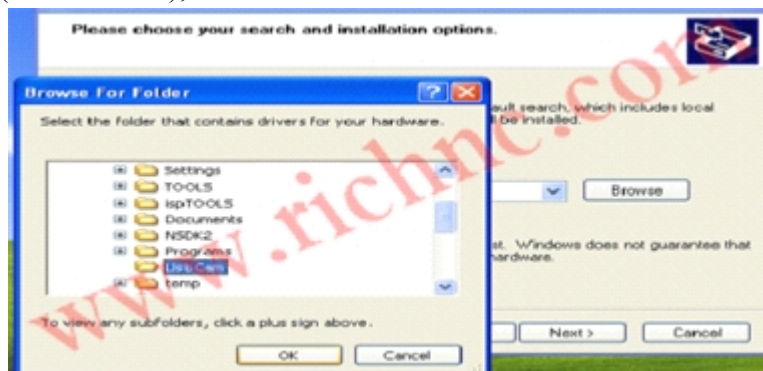 Please choose your search and installation options.
Browse For Folder
Select the folder that contains drivers for your hardware.
ault search, which includes local
l be installed.
Settings
TOOLS
ispTOOLS
Documents
NSDK2
Programs
UsbCam
temp
Browse
st. Windows does not guarantee that
hardware.
To view any subfolders, click a plus sign above.
OK
Cancel
Next >
Cancel
www.richnc.com